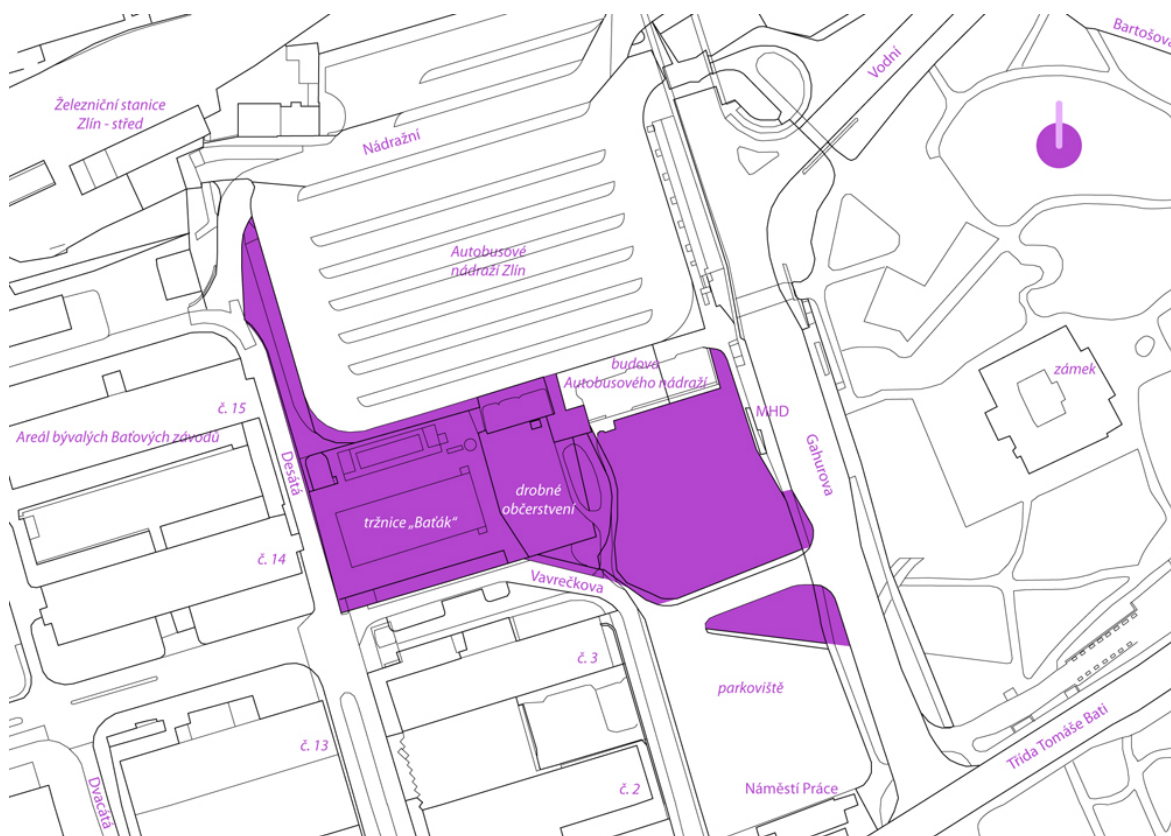 Bartošova
Vodní
Železniční stanice
Zlín - střed
Nádražní
Autobusové
nádraží Zlín
budova
Autobusového nádraží
zámek
č. 15
MHD
Areál bývalých Baťových závodů
Desátá
Gahurova
drobné
občerstvení
tržnice „Baťák“
č. 14
Vavrečkova
č. 3
parkoviště
č. 13
Třída Tomáše Bati
Dvacátá
č. 2
Náměstí Práce